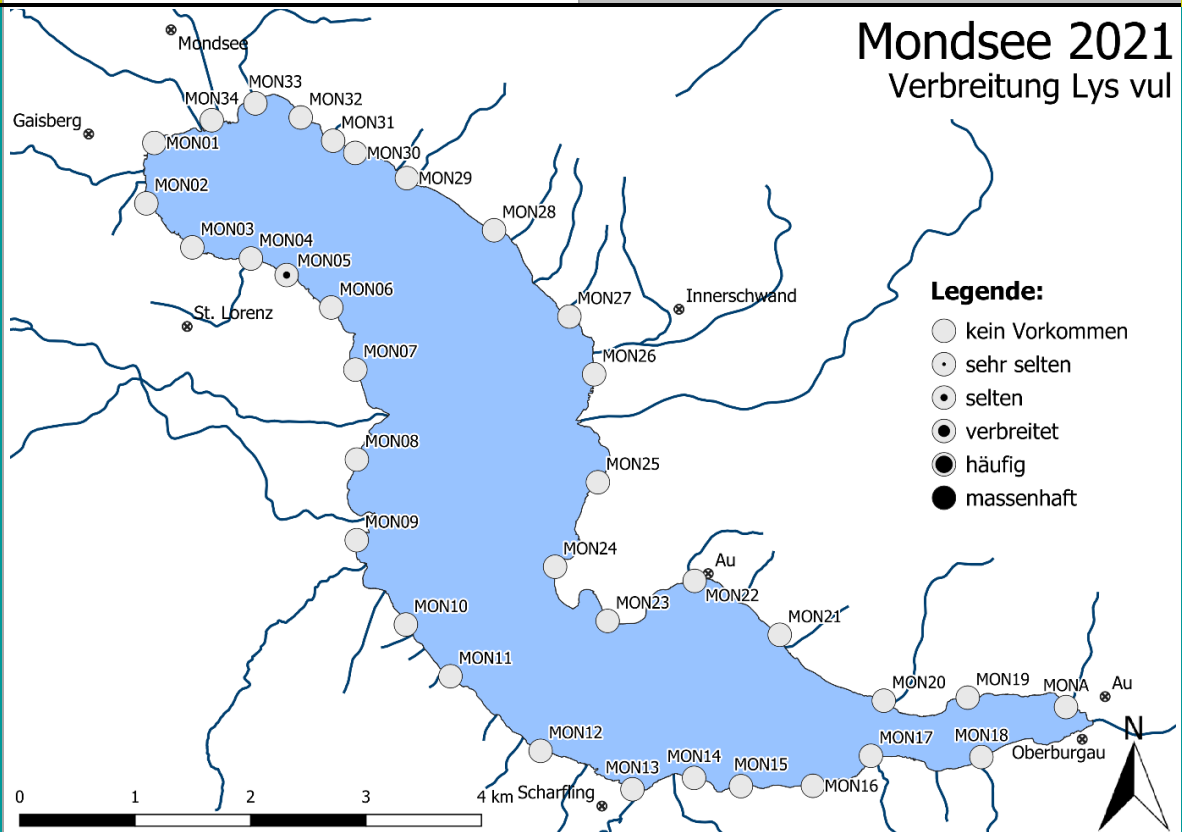 Mondsee 2021
Verbreitung Lys vul
Mondsee
MON33
MON34
MON32
Gaisberg
MON31
MON01
MON30
MON29
MON02
MON28
MON03
MON04
MON05
MON06
MON27
Innerschwand
St. Lorenz
MON07
MON26
Legende:
kein Vorkommen
sehr selten
selten
verbreitet
häufig
massenhaft
MON08
MON25
MON09
MON24
Au
MON22
MON10
MON23
MON21
MON11
MON20
MON19
MONA
Au
MON12
MON17
MON18
Oberburgau
N
MON13
MON14
MON15
MON16
Scharfling
0 1 2 3 4 km